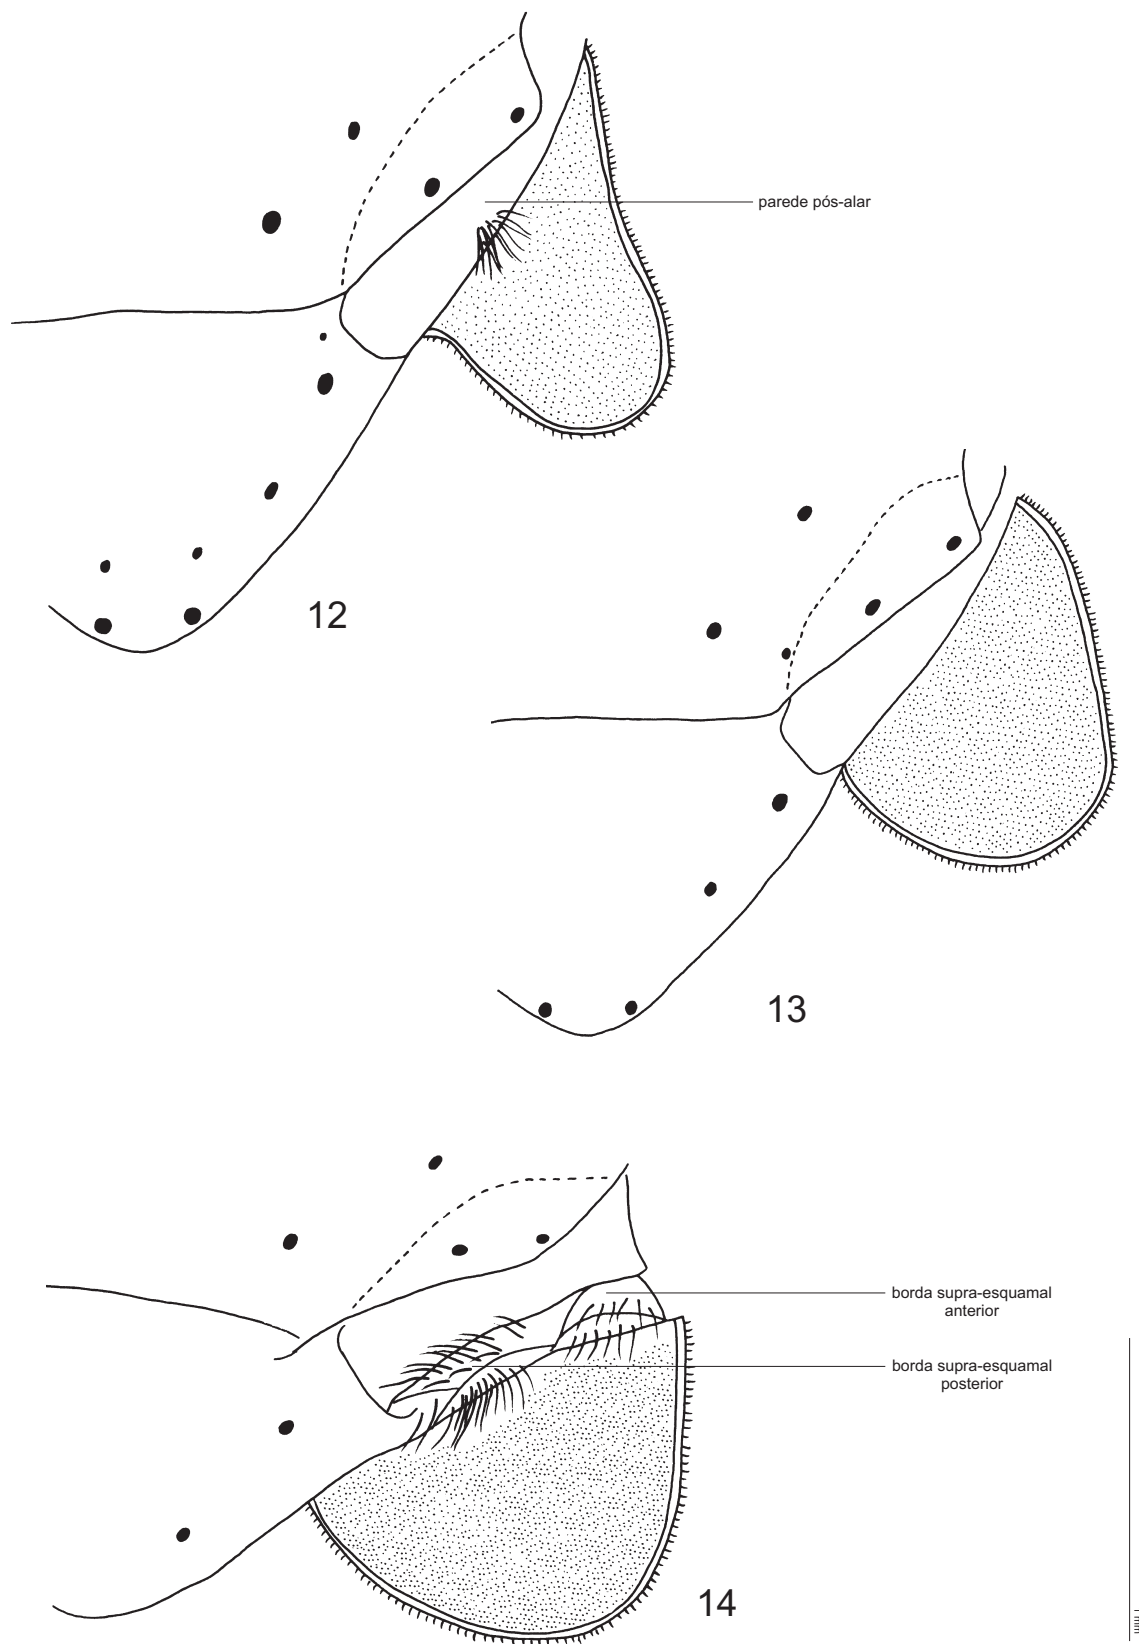 parede pós-alar
12
13
borda supra-esquamal
anterior
borda supra-esquamal
posterior
14